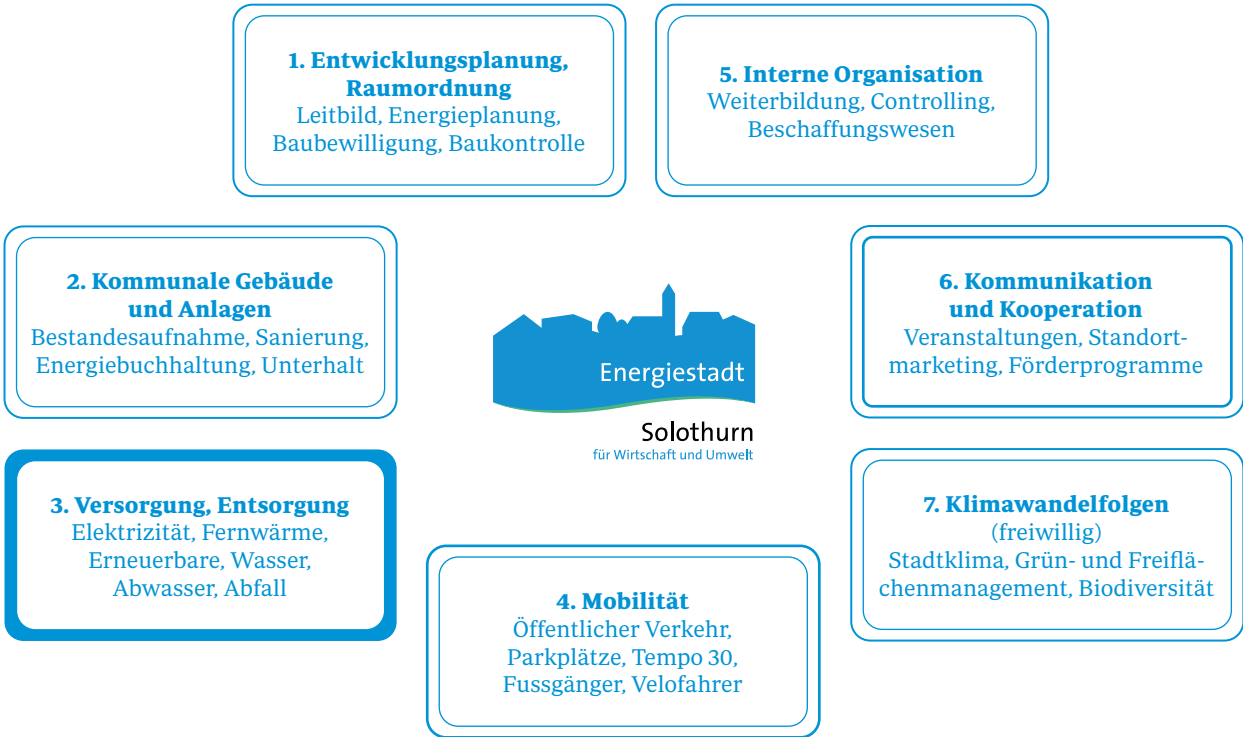 1. Entwicklungsplanung,
Raumordnung
Leitbild, Energieplanung,
Baubewilligung, Baukontrolle
5. Interne Organisation
Weiterbildung, Controlling,
Beschaffungswesen
2. Kommunale Gebäude
und Anlagen
Bestandesaufnahme, Sanierung,
Energiebuchhaltung, Unterhalt
Energiestadt
Solothurn
für Wirtschaft und Umwelt
6. Kommunikation
und Kooperation
Veranstaltungen, Standort-
marketing, Förderprogramme
3. Versorgung, Entsorgung
Elektrizität, Fernwärme,
Erneuerbare, Wasser,
Abwasser, Abfall
4. Mobilität
Öffentlicher Verkehr,
Parkplätze, Tempo 30,
Fussgänger, Velofahrer
7. Klimawandelfolgen
(freiwillig)
Stadtklima, Grün- und Freiflä-
chenmanagement, Biodiversität